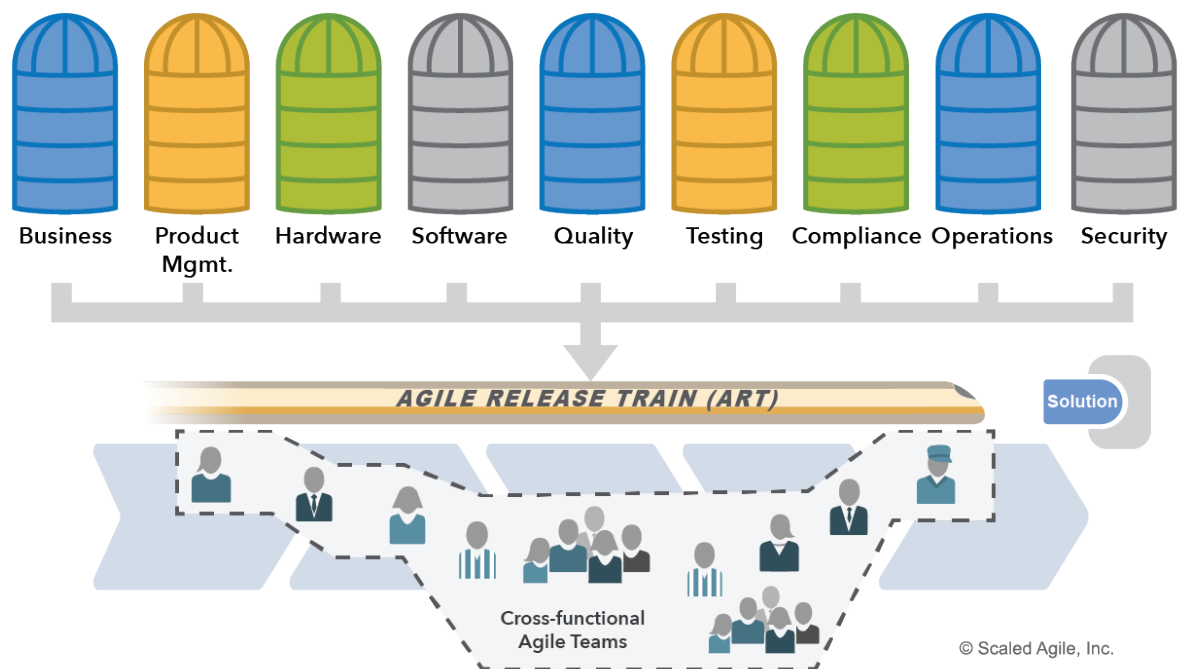 Business
Product
Mgmt.
Hardware
Software
Quality
Testing
Compliance
Operations
Security
AGILE RELEASE TRAIN (ART)
Solution
Cross-functional
Agile Teams
© Scaled Agile, Inc.